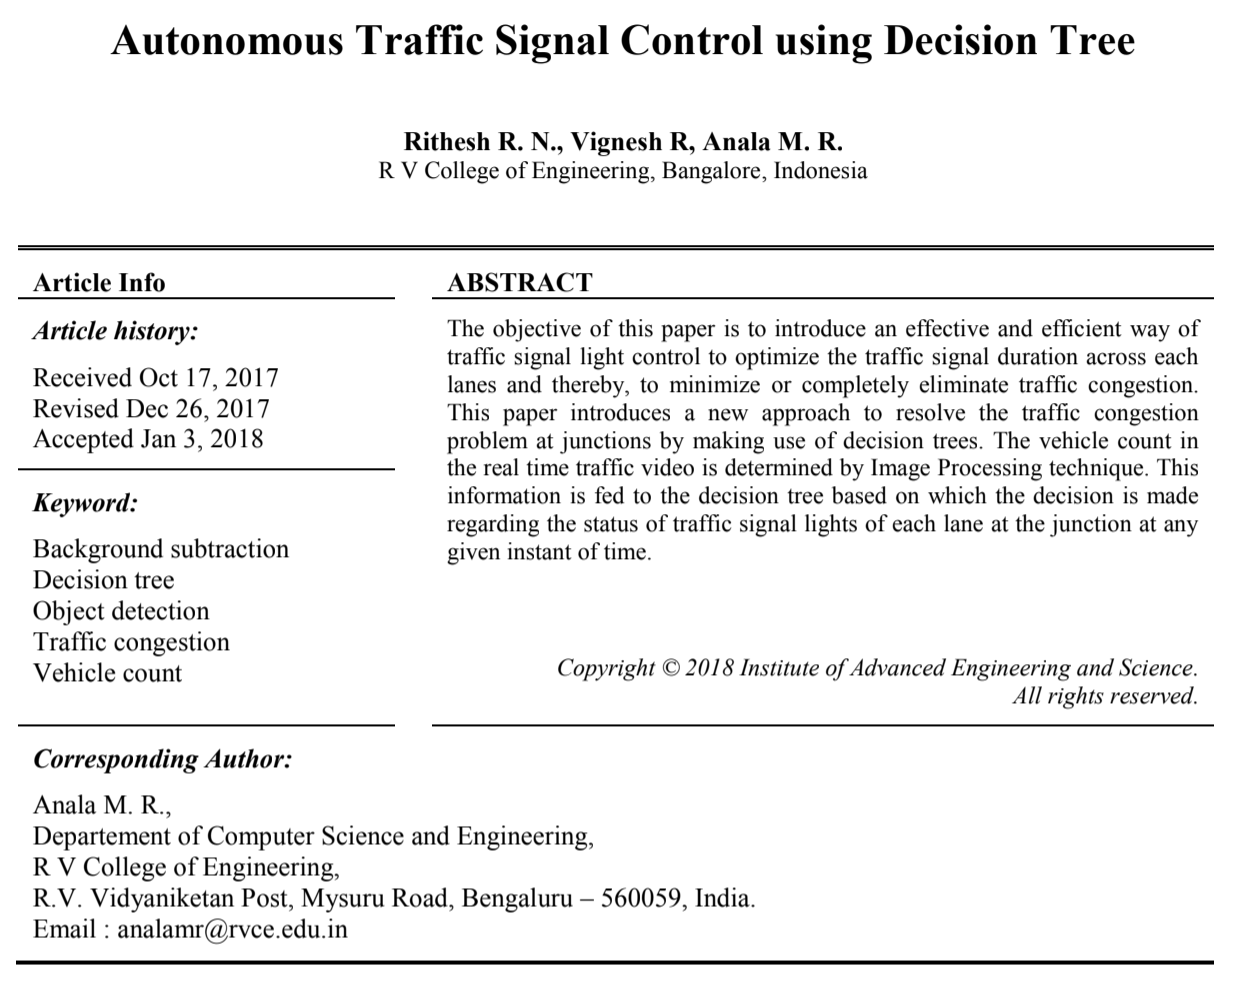 Autonomous Traffic Signal Control using Decision Tree
Rithesh R. N., Vignesh R, Anala M. R.
R V College of Engineering, Bangalore, Indonesia
Article Info
Article history:
Received Oct 17, 2017
Revised Dec 26, 2017
Accepted Jan 3, 2018
Keyword:
Background subtraction
Decision tree
Object detection
Traffic congestion
Vehicle count
ABSTRACT
The objective of this paper is to introduce an effective and efficient way of
traffic signal light control to optimize the traffic signal duration across each
lanes and thereby, to minimize or completely eliminate traffic congestion.
This paper introduces a new approach to resolve the traffic congestion
problem at junctions by making use of decision trees. The vehicle count in
the real time traffic video is determined by Image Processing technique. This
information is fed to the decision tree based on which the decision is made
regarding the status of traffic signal lights of each lane at the junction at any
given instant of time.
Copyright © 2018 Institute of Advanced Engineering and Science.
All rights reserved.
Corresponding Author:
Anala M. R.,
Departement of Computer Science and Engineering,
R V College of Engineering,
R.V. Vidyaniketan Post, Mysuru Road, Bengaluru – 560059, India.
Email : analamr@rvce.edu.in